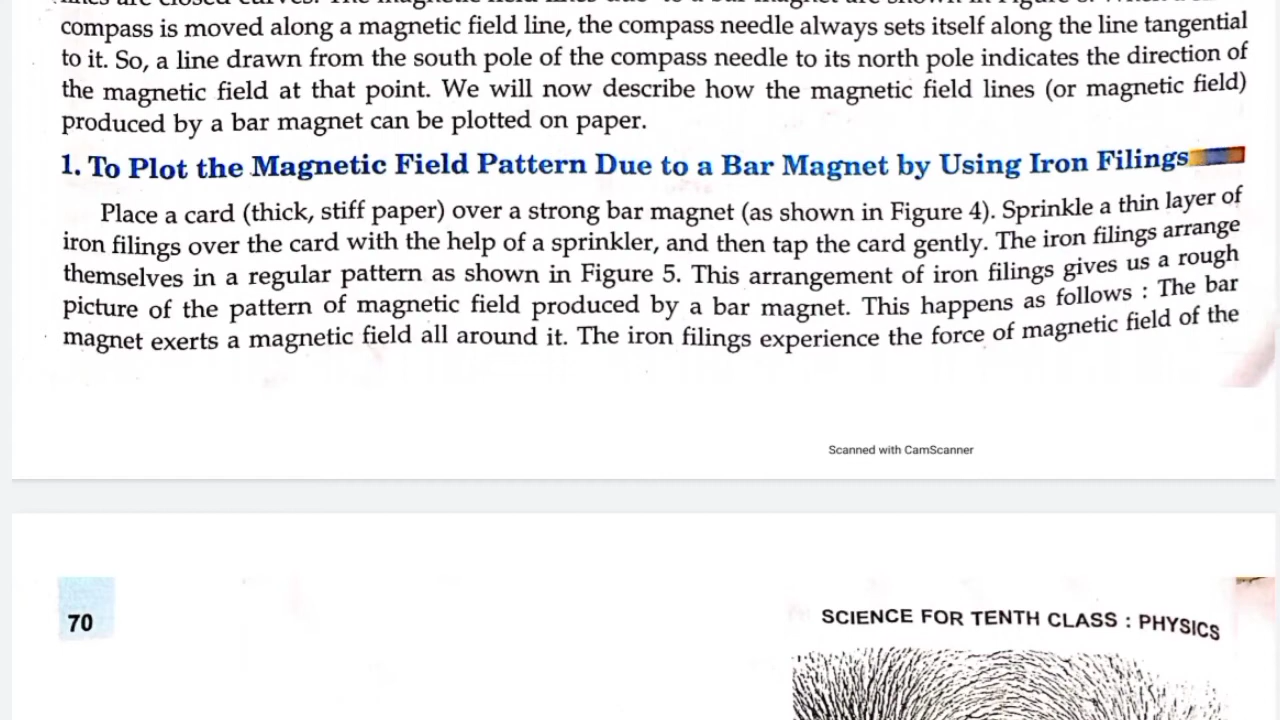 compass is moved along a magnetic field line, the compass needle always sets itself along the line tangential
to it. So, a line drawn from the south pole of the compass needle to its north pole indicates the direction of
the magnetic field at that point. We will now describe how the magnetic field lines (or magnetic field)
produced by a bar magnet can be plotted on paper.
1. To Plot the Magnetic Field Pattern Due to a Bar Magnet by Using Iron Filings
Place a card (thick, stiff paper) over a strong bar magnet (as shown in Figure 4). Sprinkle a thin layer of
iron filings over the card with the help of a sprinkler, and then tap the card gently. The iron filings arrange
themselves in a regular pattern as shown in Figure 5. This arrangement of iron filings gives us a rough
picture of the pattern of magnetic field produced by a bar magnet. This happens as follows : The bar
magnet exerts a magnetic field all around it. The iron filings experience the force of magnetic field of the
Scanned with CamScanner
70
SCIENCE FOR TENTH CLASS : PHYSICS